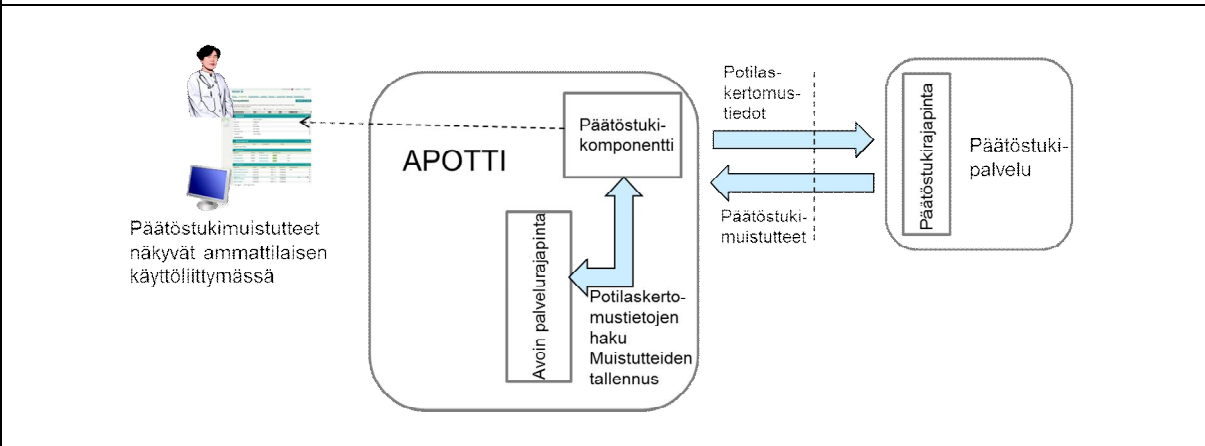 Päätöstukimuistutteet
näkyvät ammattilaisen
käyttöliittymässä
APOTTI
Päätöstuki-
komponentti
Avoin palvelurajapinta
Potilaskerto-
mustietojen
haku
Muistutteiden
tallennus
Potilas-
kertomus-
tiedot
Päätöstuki-
muistutteet
Päätöstukirajapinta
Päätöstuki-
palvelu